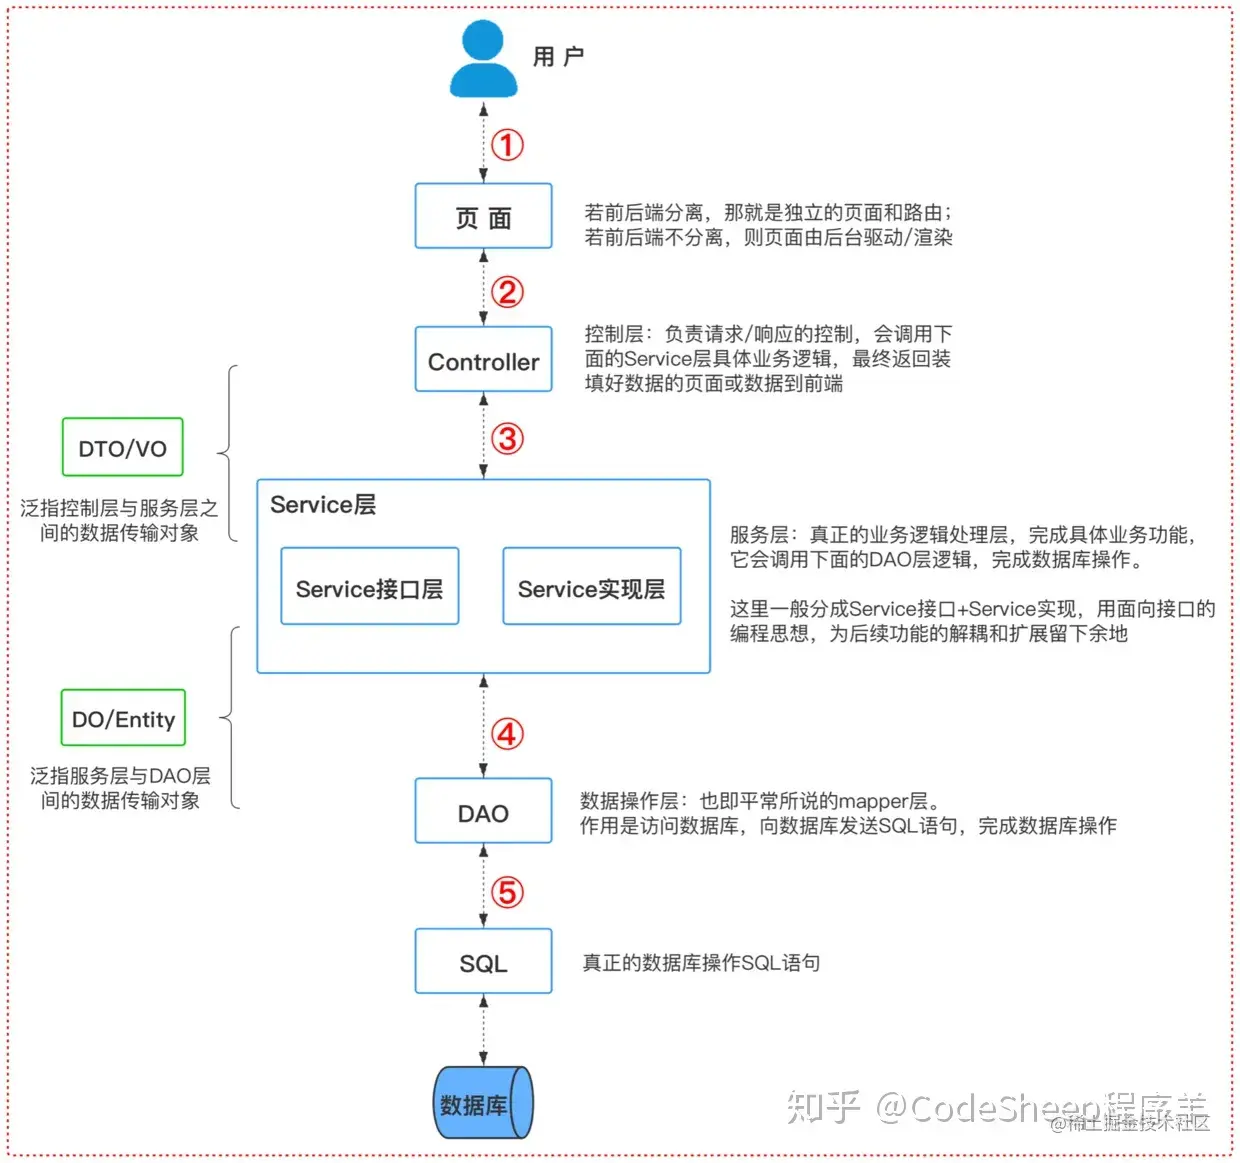 用 户
①
页 面
若前后端分离，那就是独立的页面和路由；
若前后端不分离，则页面由后台驱动/渲染
②
Controller
控制层：负责请求/响应的控制，会调用下
面的Service层具体业务逻辑，最终返回装
填好数据的页面或数据到前端
DTO/VO
泛指控制层与服务层之
间的数据传输对象
③
Service层
Service接口层
Service实现层
服务层：真正的业务逻辑处理层，完成具体业务功能，
它会调用下面的DAO层逻辑，完成数据库操作。
这里一般分成Service接口+Service实现，用面向接口的
编程思想，为后续功能的解耦和扩展留下余地
DO/Entity
泛指服务层与DAO层
间的数据传输对象
④
DAO
数据操作层：也即平常所说的mapper层。
作用是访问数据库，向数据库发送SQL语句，完成数据库操作
⑤
SQL
真正的数据库操作SQL语句
数据库
知乎 @CodeSheep程序羊
@稀土掘金技术社区